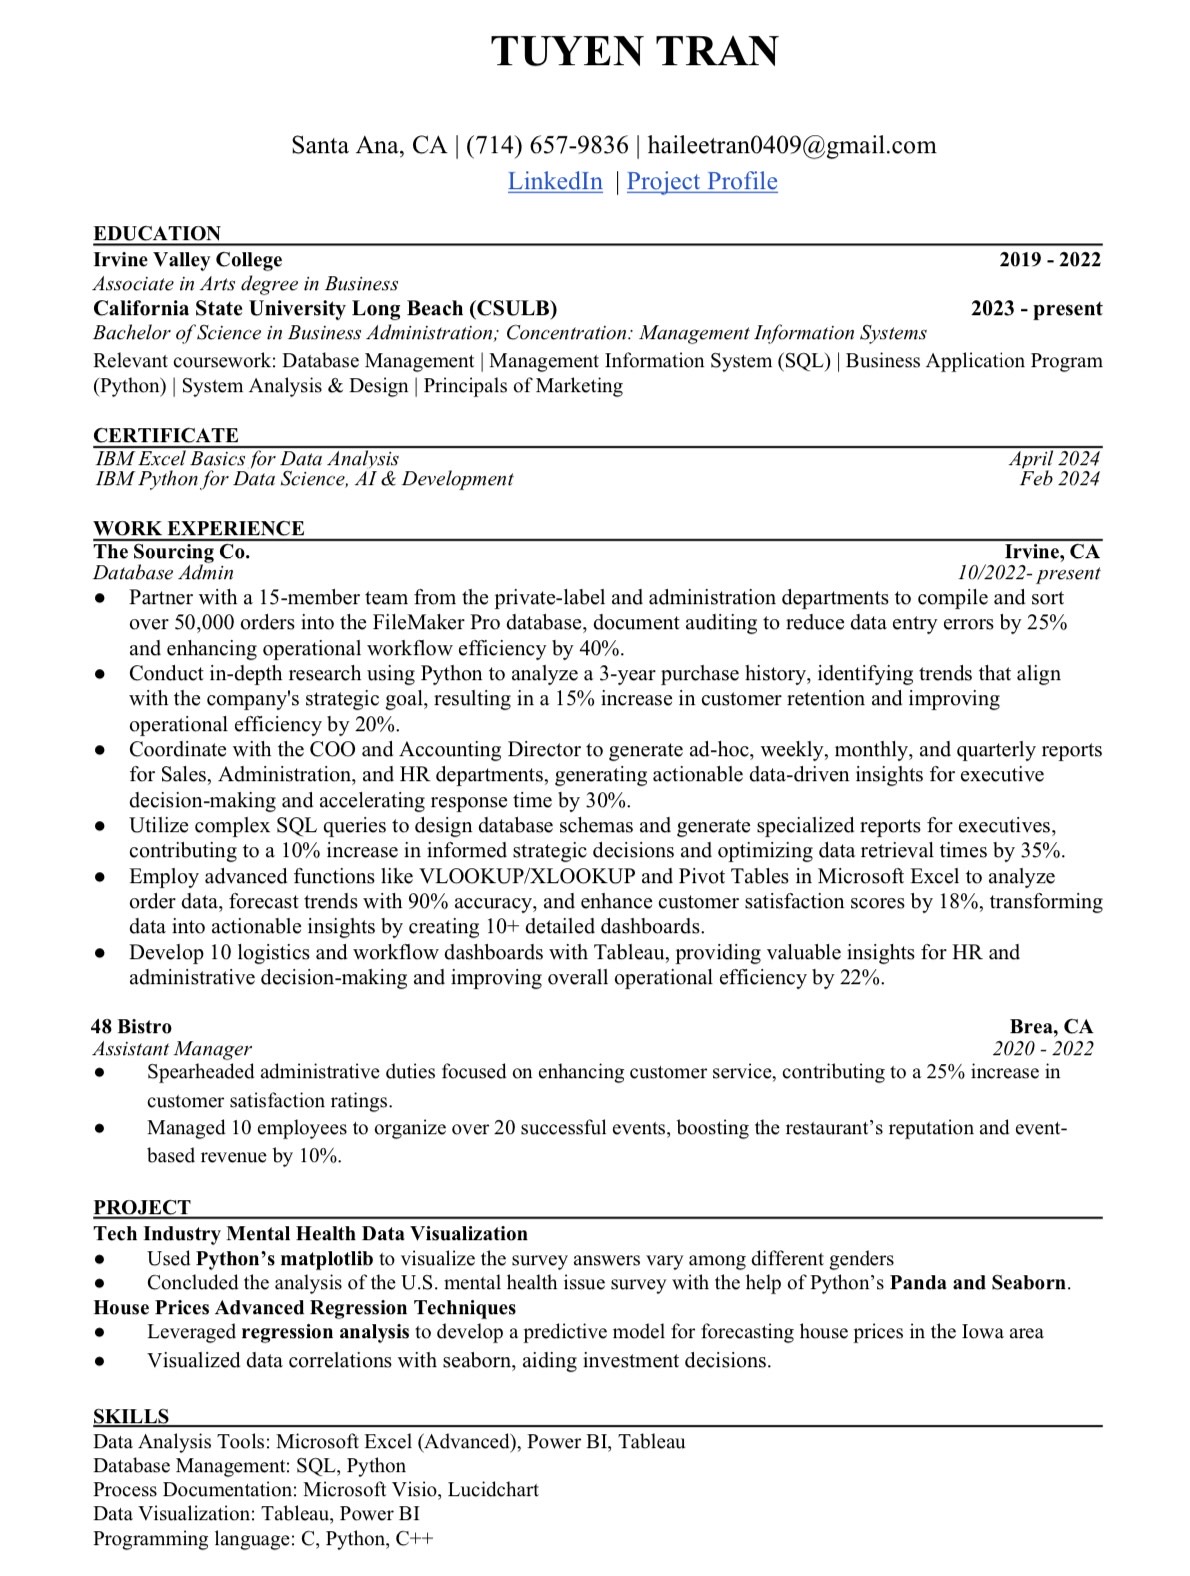 TUYEN TRAN
Santa Ana, CA | (714) 657-9836 | haileetran0409@gmail.com
LinkedIn | Project Profile
EDUCATION
Irvine Valley College 2019 - 2022
Associate in Arts degree in Business
California State University Long Beach (CSULB) 2023 - present
Bachelor of Science in Business Administration; Concentration: Management Information Systems
Relevant coursework: Database Management | Management Information System (SQL) | Business Application Program
(Python) | System Analysis & Design | Principals of Marketing
CERTIFICATE
IBM Excel Basics for Data Analysis April 2024
IBM Python for Data Science, AI & Development Feb 2024
WORK EXPERIENCE
The Sourcing Co. Irvine, CA
Database Admin 10/2022- present
● Partner with a 15-member team from the private-label and administration departments to compile and sort
over 50,000 orders into the FileMaker Pro database, document auditing to reduce data entry errors by 25%
and enhancing operational workflow efficiency by 40%.
● Conduct in-depth research using Python to analyze a 3-year purchase history, identifying trends that align
with the company's strategic goal, resulting in a 15% increase in customer retention and improving
operational efficiency by 20%.
● Coordinate with the COO and Accounting Director to generate ad-hoc, weekly, monthly, and quarterly reports
for Sales, Administration, and HR departments, generating actionable data-driven insights for executive
decision-making and accelerating response time by 30%.
● Utilize complex SQL queries to design database schemas and generate specialized reports for executives,
contributing to a 10% increase in informed strategic decisions and optimizing data retrieval times by 35%.
● Employ advanced functions like VLOOKUP/XLOOKUP and Pivot Tables in Microsoft Excel to analyze
order data, forecast trends with 90% accuracy, and enhance customer satisfaction scores by 18%, transforming
data into actionable insights by creating 10+ detailed dashboards.
● Develop 10 logistics and workflow dashboards with Tableau, providing valuable insights for HR and
administrative decision-making and improving overall operational efficiency by 22%.
48 Bistro Brea, CA
Assistant Manager 2020 - 2022
● Spearheaded administrative duties focused on enhancing customer service, contributing to a 25% increase in
customer satisfaction ratings.
● Managed 10 employees to organize over 20 successful events, boosting the restaurant’s reputation and event-
based revenue by 10%.
PROJECT
Tech Industry Mental Health Data Visualization
● Used Python’s matplotlib to visualize the survey answers vary among different genders
● Concluded the analysis of the U.S. mental health issue survey with the help of Python’s Panda and Seaborn.
House Prices Advanced Regression Techniques
● Leveraged regression analysis to develop a predictive model for forecasting house prices in the Iowa area
● Visualized data correlations with seaborn, aiding investment decisions.
SKILLS
Data Analysis Tools: Microsoft Excel (Advanced), Power BI, Tableau
Database Management: SQL, Python
Process Documentation: Microsoft Visio, Lucidchart
Data Visualization: Tableau, Power BI
Programming language: C, Python, C++